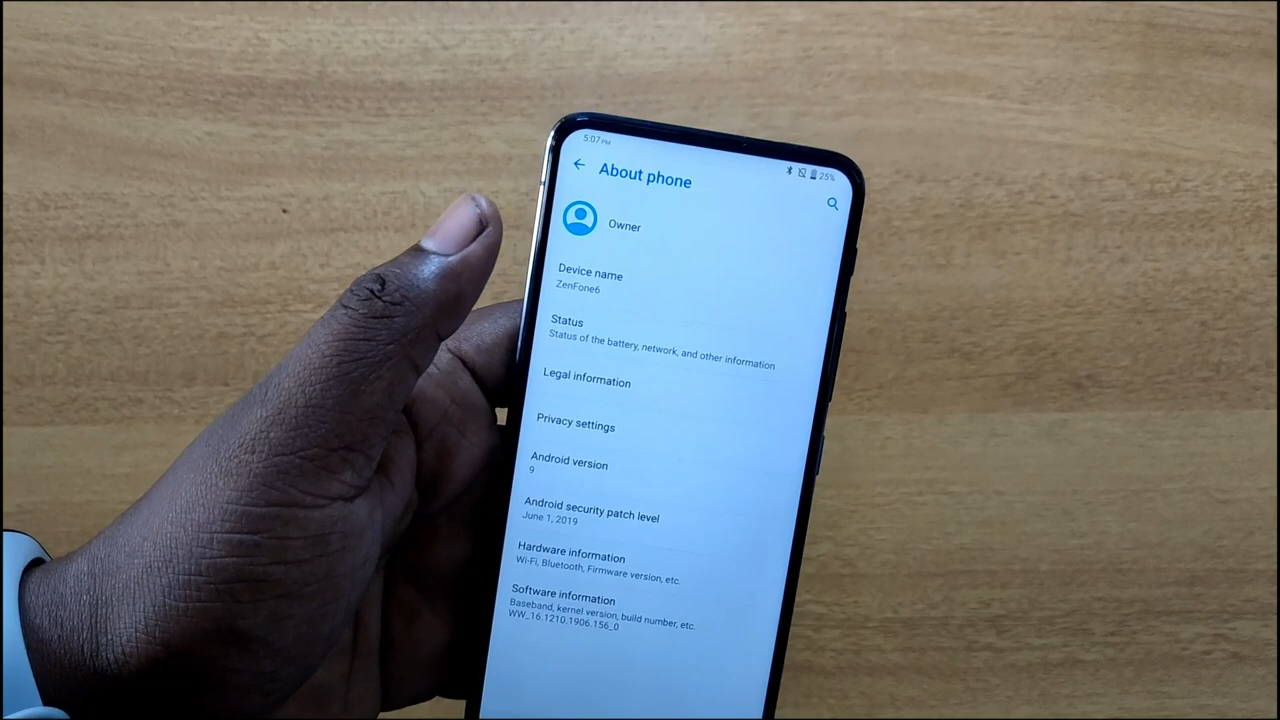 5:07 PM
25%
About phone
Owner
Device name
ZenFone6
Status
Status of the battery, network, and other information
Legal information
Privacy settings
Android version
9
Android security patch level
June 1, 2019
Hardware information
Wi-Fi, Bluetooth, Firmware version, etc.
Software information
Baseband, kernel version, build number, etc.
WW_16.1210.1906.156_0